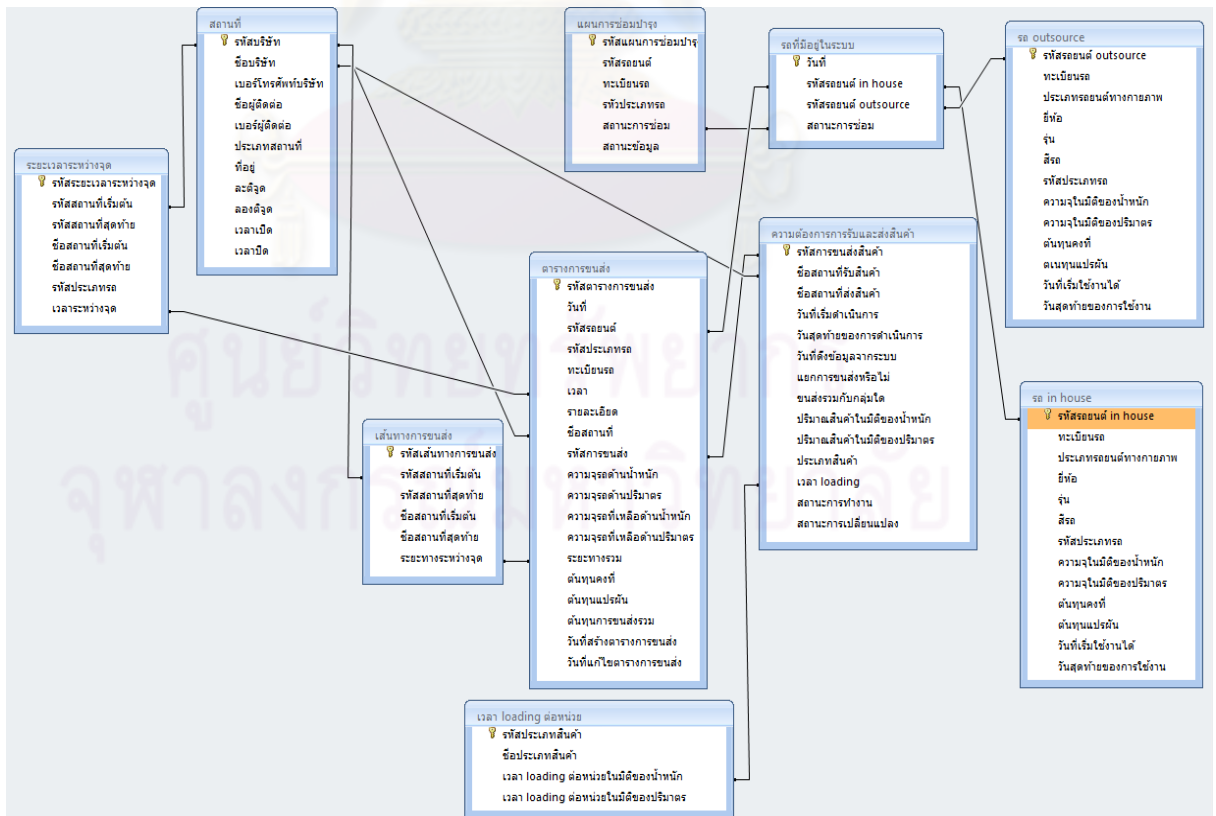 สถานที่
รหัสบริษัท
ชื่อบริษัท
เบอร์โทรศัพท์บริษัท
ชื่อผู้ติดต่อ
เบอร์ผู้ติดต่อ
ประเภทสถานที่
ที่อยู่
ละติจูด
ลองติจูด
เวลาเปิด
เวลาปิด
แผนการซ่อมบำรุง
รหัสแผนการซ่อมบำรุ
รหัสรถยนต์
ทะเบียนรถ
รหัวประเภทรถ
สถานะการซ่อม
สถานะข้อมูล
รถที่มีอยู่ในระบบ
วันที่
รหัสรถยนต์ in house
รหัสรถยนต์ outsource
สถานะการซ่อม
รถ outsource
รหัสรถยนต์ outsource
ทะเบียนรถ
ประเภทรถยนต์ทางกายภาพ
ยี่ห้อ
รุ่น
สีรถ
รหัสประเภทรถ
ความจุในมิติของน้ำหนัก
ความจุในมิติของปริมาตร
ต้นทุนคงที่
ตเนทุนแปรผัน
วันที่เริ่มใช้งานได้
วันสุดท้ายของการใช้งาน
ระยะเวลาระหว่างจุด
รหัสระยะเวลาระหว่างจุด
รหัสสถานที่เริ่มต้น
รหัสสถานที่สุดท้าย
ชื่อสถานที่เริ่มต้น
ชื่อสถานที่สุดท้าย
รหัสประเภทรถ
เวลาระหว่างจุด
ความต้องการการรับและส่งสินค้า
รหัสการขนส่งสินค้า
ชื่อสถานที่รับสินค้า
ชื่อสถานที่ส่งสินค้า
วันที่เริ่มดำเนินการ
วันสุดท้ายของการดำเนินการ
วันที่ดึงข้อมูลจากระบบ
แยกการขนส่งหรือไม่
ขนส่งรวมกับกลุ่มใด
ปริมาณสินค้าในมิติของน้ำหนัก
ปริมาณสินค้าในมิติของปริมาตร
ประเภทสินค้า
เวลา loading
สถานะการทำงาน
สถานะการเปลี่ยนแปลง
ตารางการขนส่ง
รหัสตารางการขนส่ง
วันที่
รหัสรถยนต์
รหัสประเภทรถ
ทะเบียนรถ
เวลา
รายละเอียด
ชื่อสถานที่
รหัสการขนส่ง
ความจุรถด้านน้ำหนัก
ความจุรถด้านปริมาตร
ความจุรถที่เหลือด้านน้ำหนัก
ความจุรถที่เหลือด้านปริมาตร
ระยะทางรวม
ต้นทุนคงที่
ต้นทุนแปรผัน
ต้นทุนการขนส่งรวม
วันที่สร้างตารางการขนส่ง
วันที่แก้ไขตารางการขนส่ง
เส้นทางการขนส่ง
รหัสเส้นทางการขนส่ง
รหัสสถานที่เริ่มต้น
รหัสสถานที่สุดท้าย
ชื่อสถานที่เริ่มต้น
ชื่อสถานที่สุดท้าย
ระยะทางระหว่างจุด
รถ in house
รหัสรถยนต์ in house
ทะเบียนรถ
ประเภทรถยนต์ทางกายภาพ
ยี่ห้อ
รุ่น
สีรถ
รหัสประเภทรถ
ความจุในมิติของน้ำหนัก
ความจุในมิติของปริมาตร
ต้นทุนคงที่
ต้นทุนแปรผัน
วันที่เริ่มใช้งานได้
วันสุดท้ายของการใช้งาน
เวลา loading ต่อหน่วย
รหัสประเภทสินค้า
ชื่อประเภทสินค้า
เวลา loading ต่อหน่วยในมิติของน้ำหนัก
เวลา loading ต่อหน่วยในมิติของปริมาตร
ศูนย์วิทยทรัพยากร
จุฬาลงกรณ์มหาวิทยาลัย